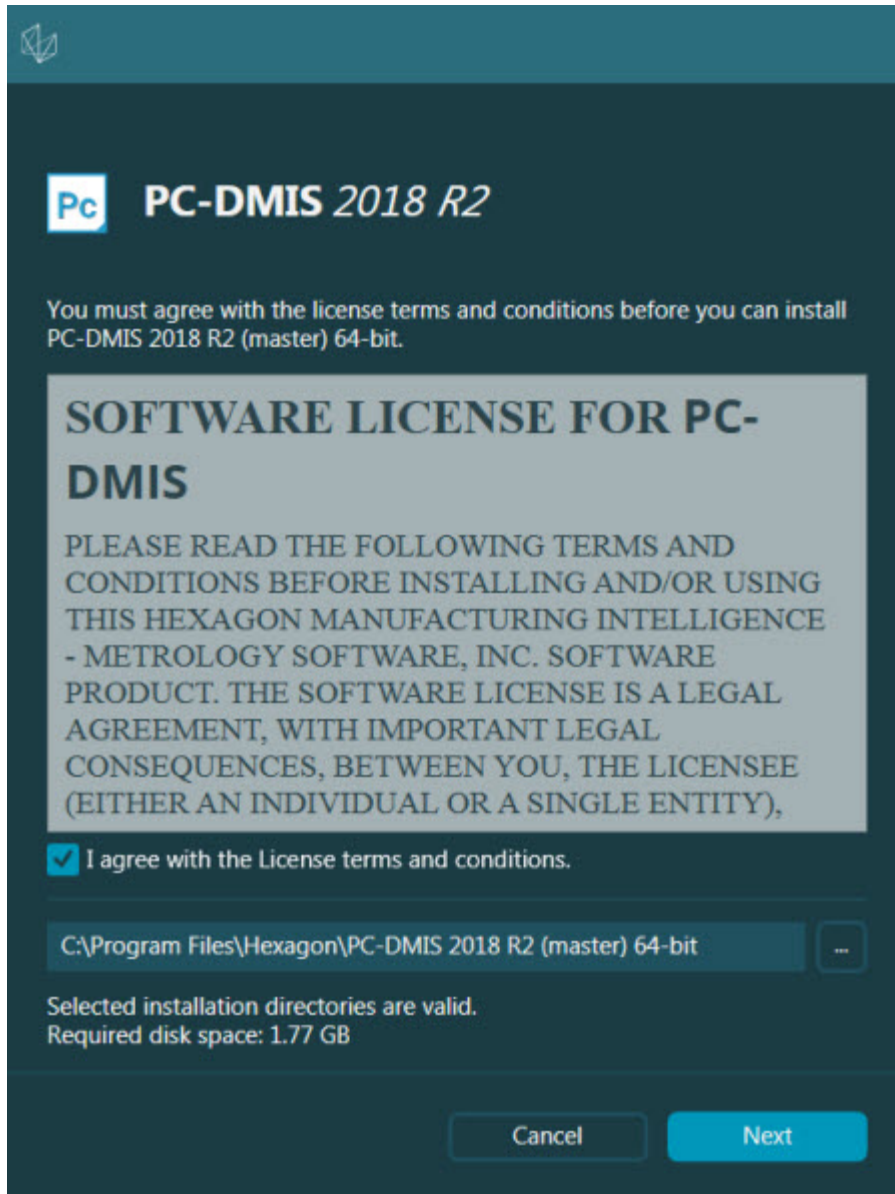 Pc
PC-DMIS 2018 R2
You must agree with the license terms and conditions before you can install
PC-DMIS 2018 R2 (master) 64-bit.
SOFTWARE LICENSE FOR PC-
DMIS
PLEASE READ THE FOLLOWING TERMS AND
CONDITIONS BEFORE INSTALLING AND/OR USING
THIS HEXAGON MANUFACTURING INTELLIGENCE
- METROLOGY SOFTWARE, INC. SOFTWARE
PRODUCT. THE SOFTWARE LICENSE IS A LEGAL
AGREEMENT, WITH IMPORTANT LEGAL
CONSEQUENCES, BETWEEN YOU, THE LICENSEE
(EITHER AN INDIVIDUAL OR A SINGLE ENTITY),
I agree with the License terms and conditions.
C:\Program Files\Hexagon\PC-DMIS 2018 R2 (master) 64-bit
...
Selected installation directories are valid.
Required disk space: 1.77 GB
Cancel
Next